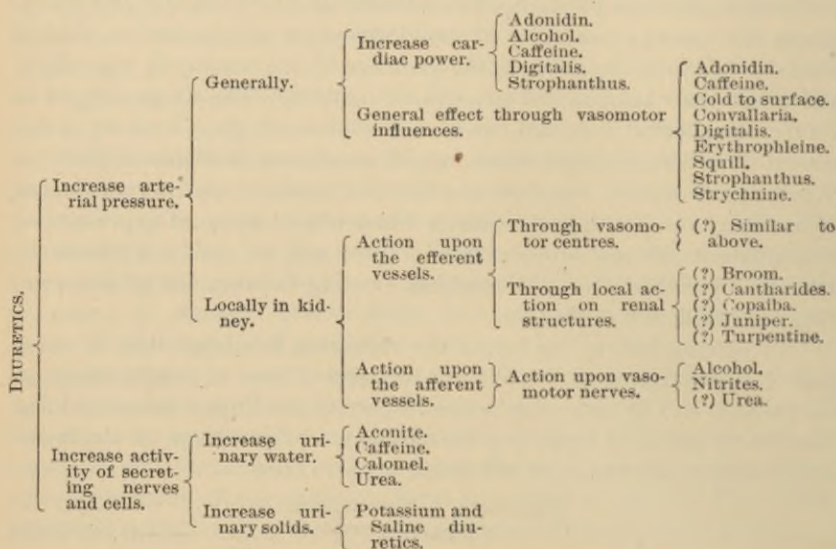 DIURETICS.
Increase arte-
rial pressure.
Generally.
Increase car-
diac power.
Adonidin.
Alcohol.
Caffeine.
Digitalis.
Strophanthus.
General effect through vasomotor
influences.
Adonidin.
Caffeine.
Cold to surface.
Convallaria.
Digitalis.
Erythrophleine.
Squill.
Strophanthus.
Strychnine.
Locally in kid-
ney.
Action upon
the efferent
vessels.
Through vasomo-
tor centres.
(?) Similar to
above.
Through local ac-
tion on renal
structures.
(?) Broom.
(?) Cantharides.
(?) Copaiba.
(?) Juniper.
(?) Turpentine.
Action upon
the afferent
vessels.
Action upon vaso-
motor nerves.
Alcohol.
Nitrites.
(?) Urea.
Increase activ-
ity of secret-
ing nerves
and cells.
Increase uri-
nary water.
Aconite.
Caffeine.
Calomel.
Urea.
Increase uri-
nary solids.
Potassium and
Saline diu-
retics.